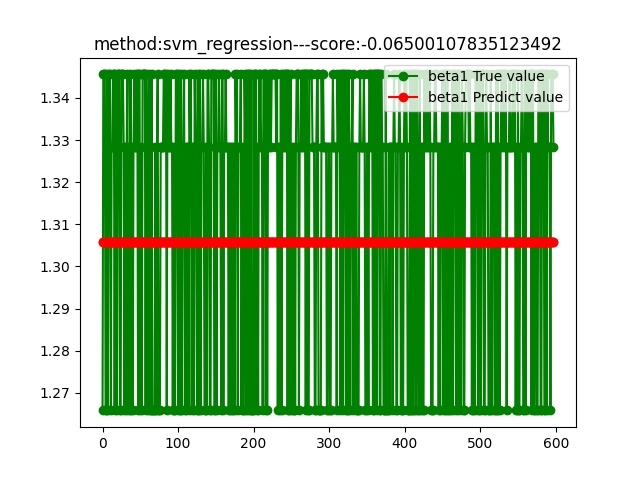 method:svm_regression---score:-0.06500107835123492
beta1 True value
beta1 Predict value
1.34
1.33
1.32
1.31
1.30
1.29
1.28
1.27
0 100 200 300 400 500 600